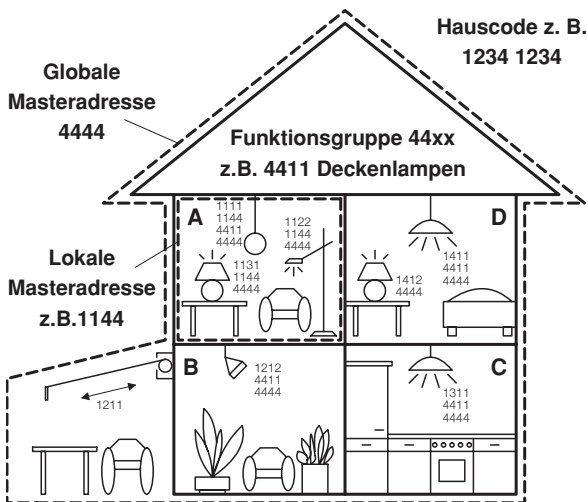 Hauscode z. B.
1234 1234
Globale
Masteradresse
4444
Funktionsgruppe 44xx
z.B. 4411 Deckenlampen
A
1111
1144
4411
4444
1122
1144
4444
1131
1144
4444
D
1411
4411
4444
1412
4444
Lokale
Masteradresse
z.B.1144
B
1212
4411
4444
C
1311
4411
4444
1211